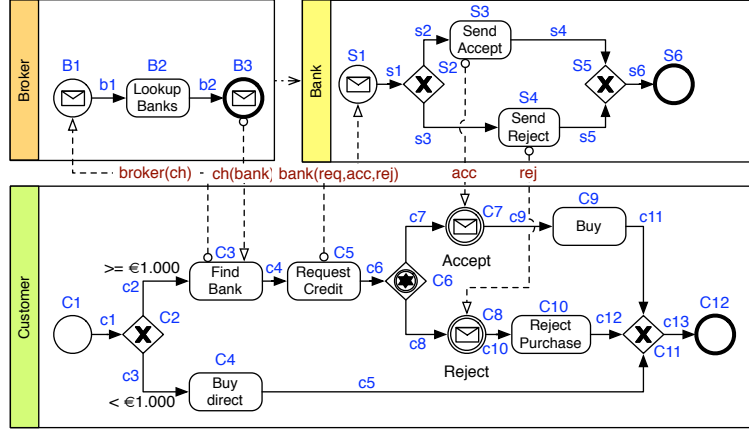 Broker
B1
b1
B2
Lookup
Banks
b2
B3
Bank
S1
s1
s2
S3
Send
Accept
s4
S2
s3
S4
Send
Reject
s5
S5
s6
S6
broker(ch)
ch(bank)
bank(req,acc,rej)
acc
rej
Customer
C1
c1
C2
>= €1.000
c2
C3
Find
Bank
c4
C5
Request
Credit
c6
C6
c7
C7
Accept
c9
C9
Buy
c11
c8
C8
Reject
c10
C10
Reject
Purchase
c12
C11
c13
C12
c3
< €1.000
C4
Buy
direct
c5